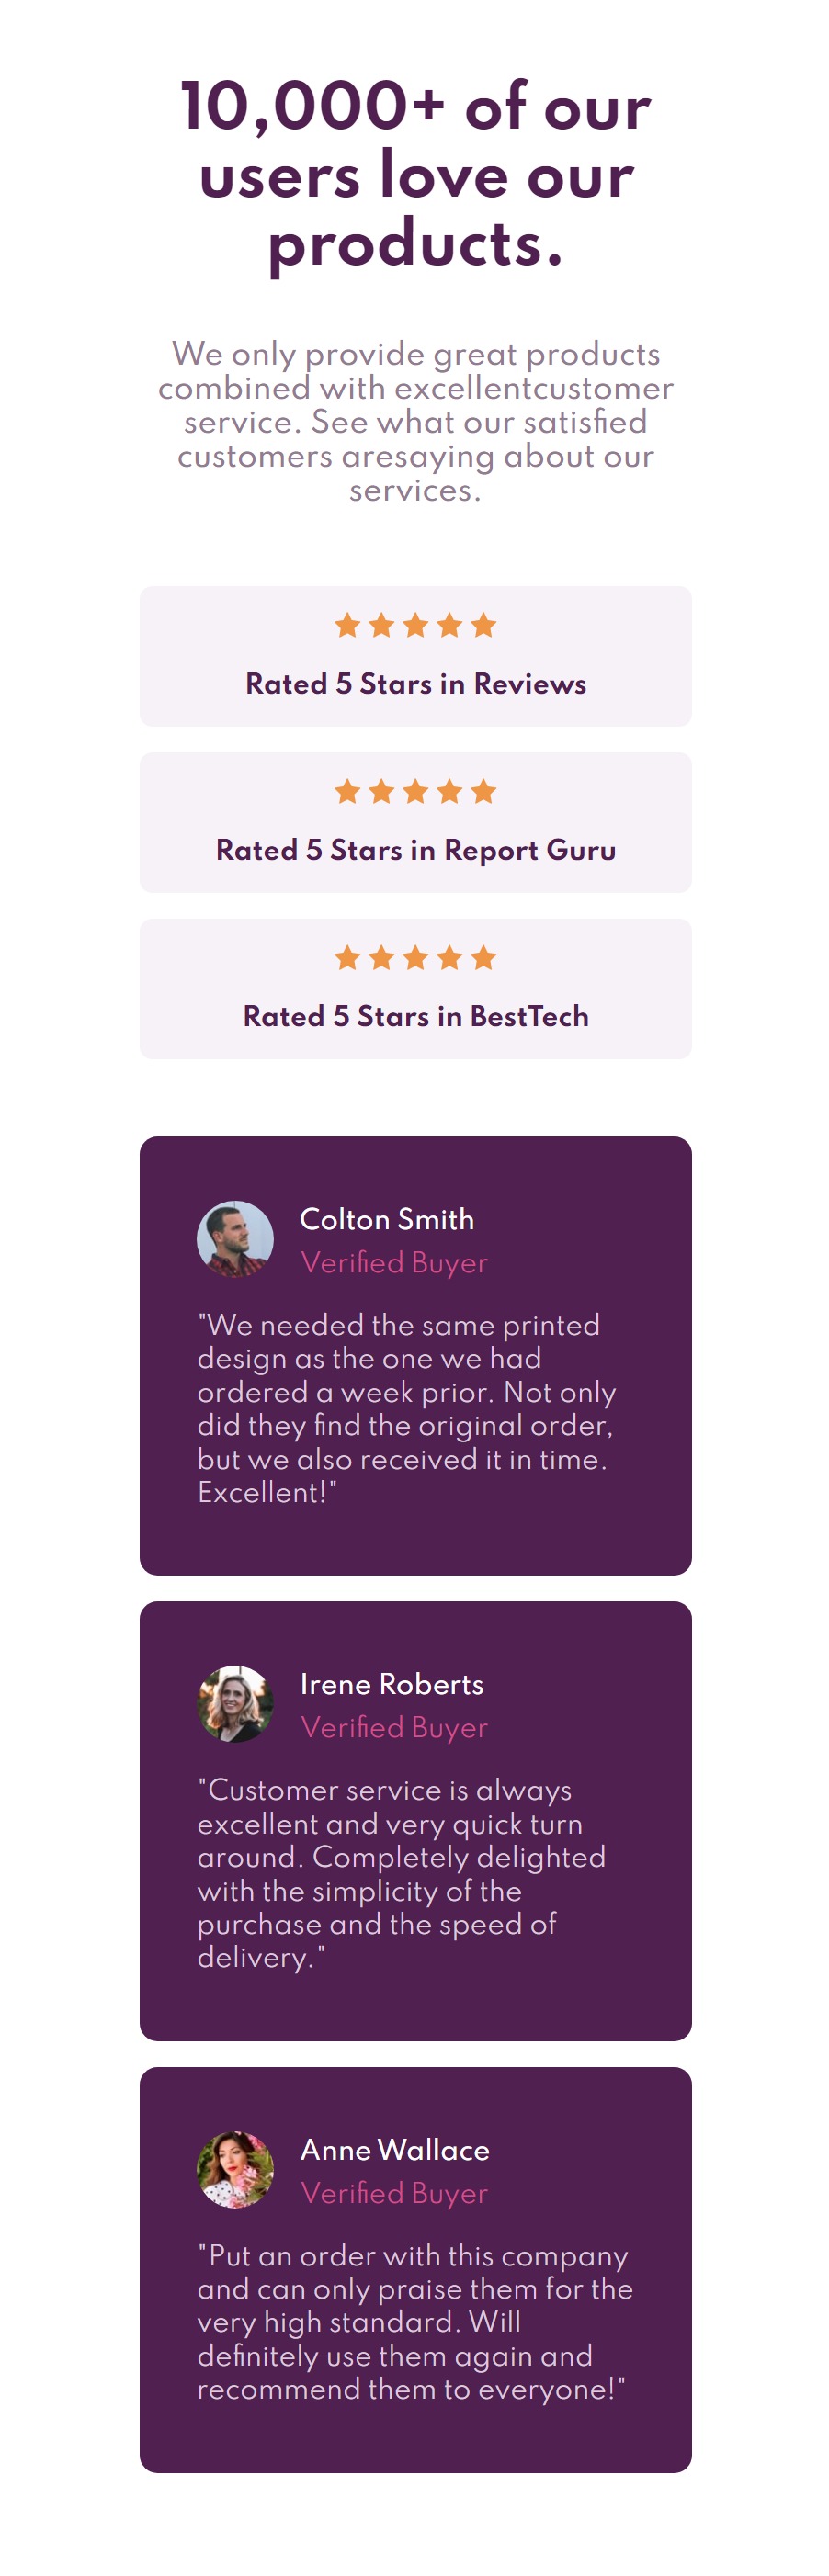 10,000+ of our
users love our
products.
We only provide great products
combined with excellentcustomer
service. See what our satisfied
customers aresaying about our
services.
Rated 5 Stars in Reviews
Rated 5 Stars in Report Guru
Rated 5 Stars in BestTech
Colton Smith
Verified Buyer
"We needed the same printed
design as the one we had
ordered a week prior. Not only
did they find the original order,
but we also received it in time.
Excellent!"
Irene Roberts
Verified Buyer
"Customer service is always
excellent and very quick turn
around. Completely delighted
with the simplicity of the
purchase and the speed of
delivery."
Anne Wallace
Verified Buyer
"Put an order with this company
and can only praise them for the
very high standard. Will
definitely use them again and
recommend them to everyone!"